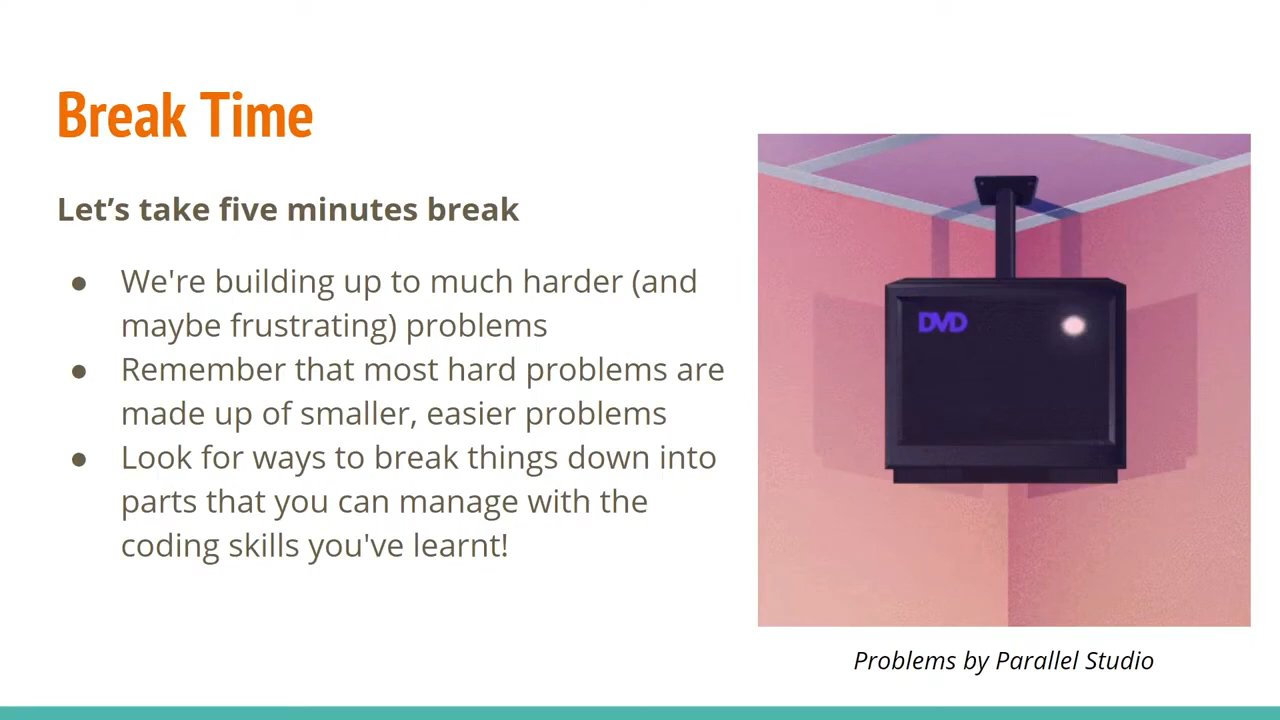 Break Time
Let’s take five minutes break
● We're building up to much harder (and
maybe frustrating) problems
● Remember that most hard problems are
made up of smaller, easier problems
● Look for ways to break things down into
parts that you can manage with the
coding skills you've learnt!
DVD
Problems by Parallel Studio